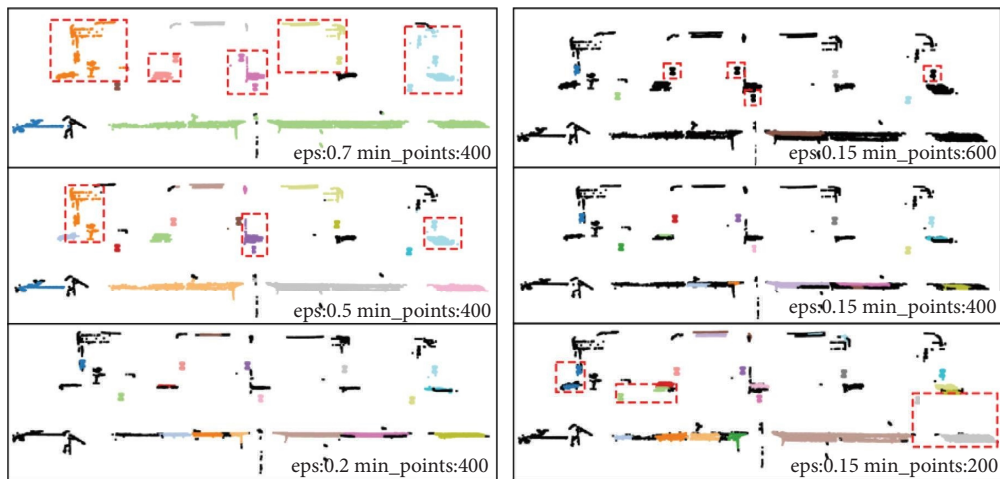 eps:0.7 min_points:400
eps:0.5 min_points:400
eps:0.2 min_points:400
eps:0.15 min_points:600
eps:0.15 min_points:400
eps:0.15 min_points:200